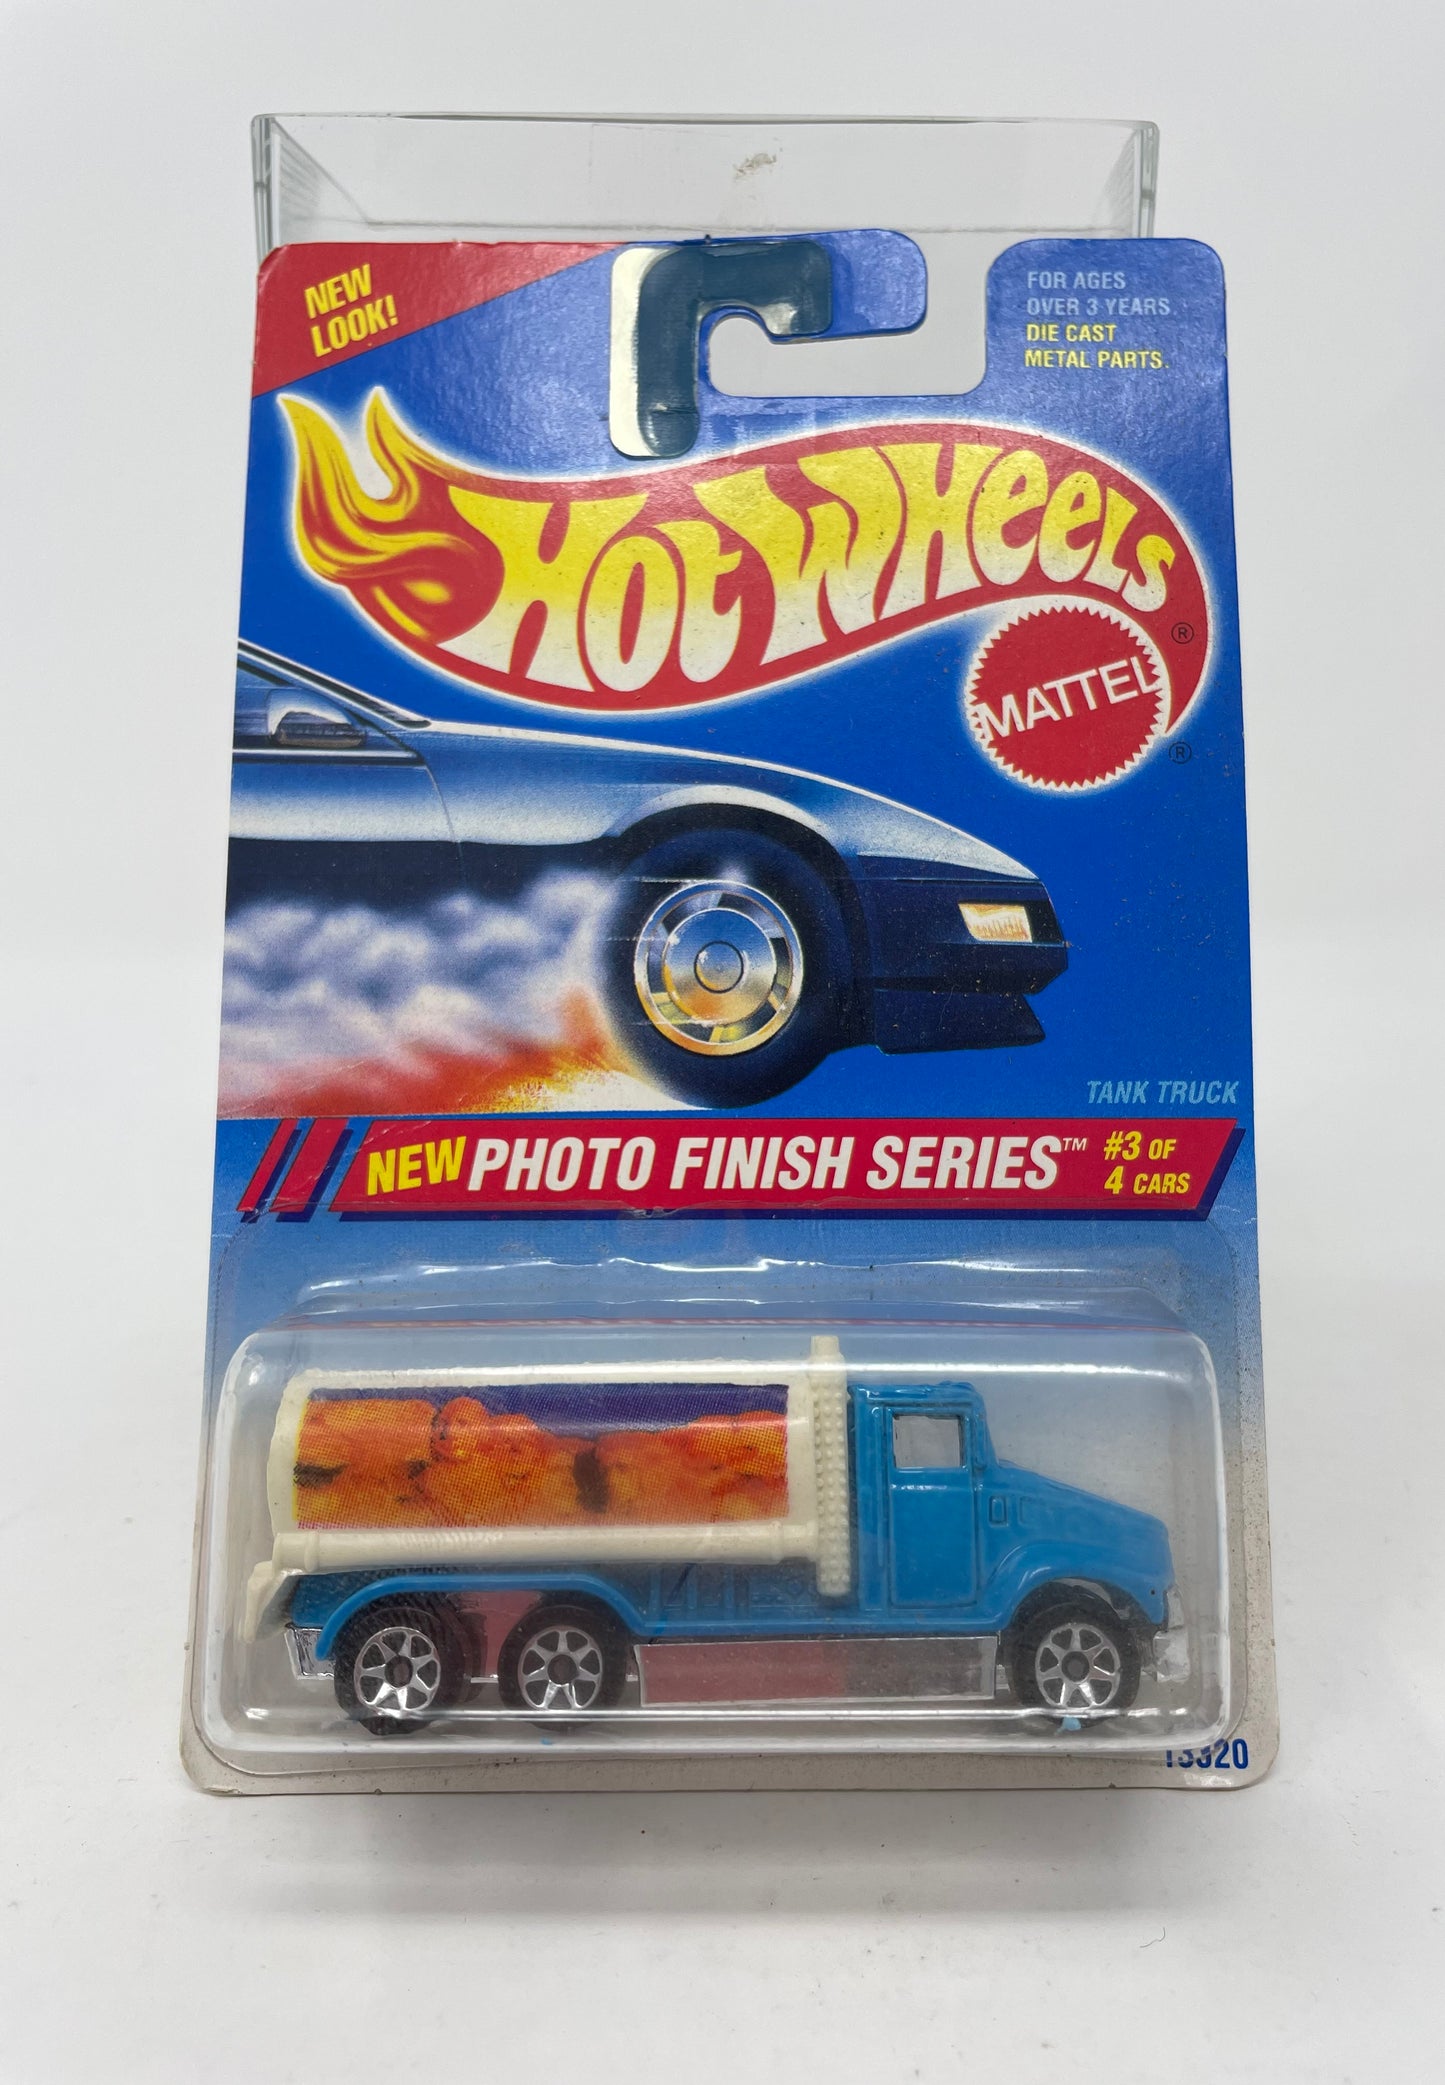 NEW
LOOK!
FOR AGES
OVER 3 YEARS.
DIE CAST
METAL PARTS.
HOT WHEELS
®
MATTEL
®
TANK TRUCK
NEW PHOTO FINISH SERIES™ #3 OF
4 CARS
13320